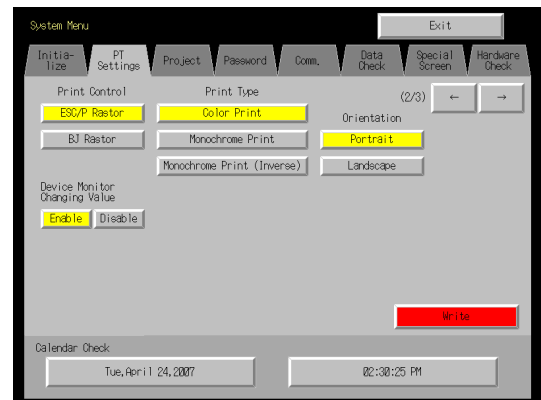 System Menu
Exit
Initia-
lize
PT
Settings
Project
Password
Comm.
Data
Check
Special
Screen
Hardware
Check
Print Control
Print Type
(2/3)
←
→
ESC/P Rastor
Color Print
Orientation
BJ Rastor
Monochrome Print
Portrait
Monochrome Print (Inverse)
Landscape
Device Monitor
Changing Value
Enable
Disable
Write
Calendar Check
Tue,April 24,2007
02:30:25 PM